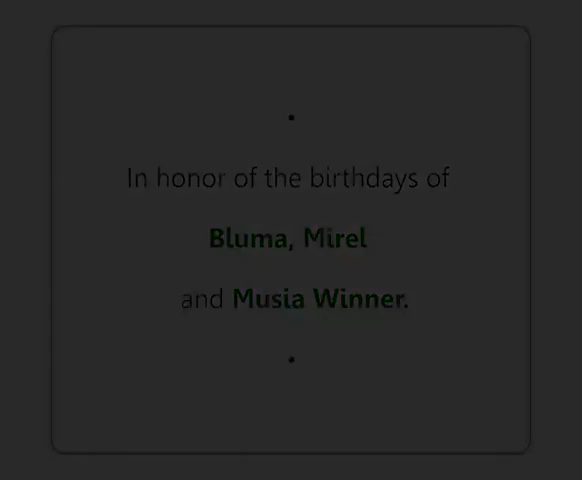 In honor of the birthdays of
Bluma, Mirel
and Musia Winner.